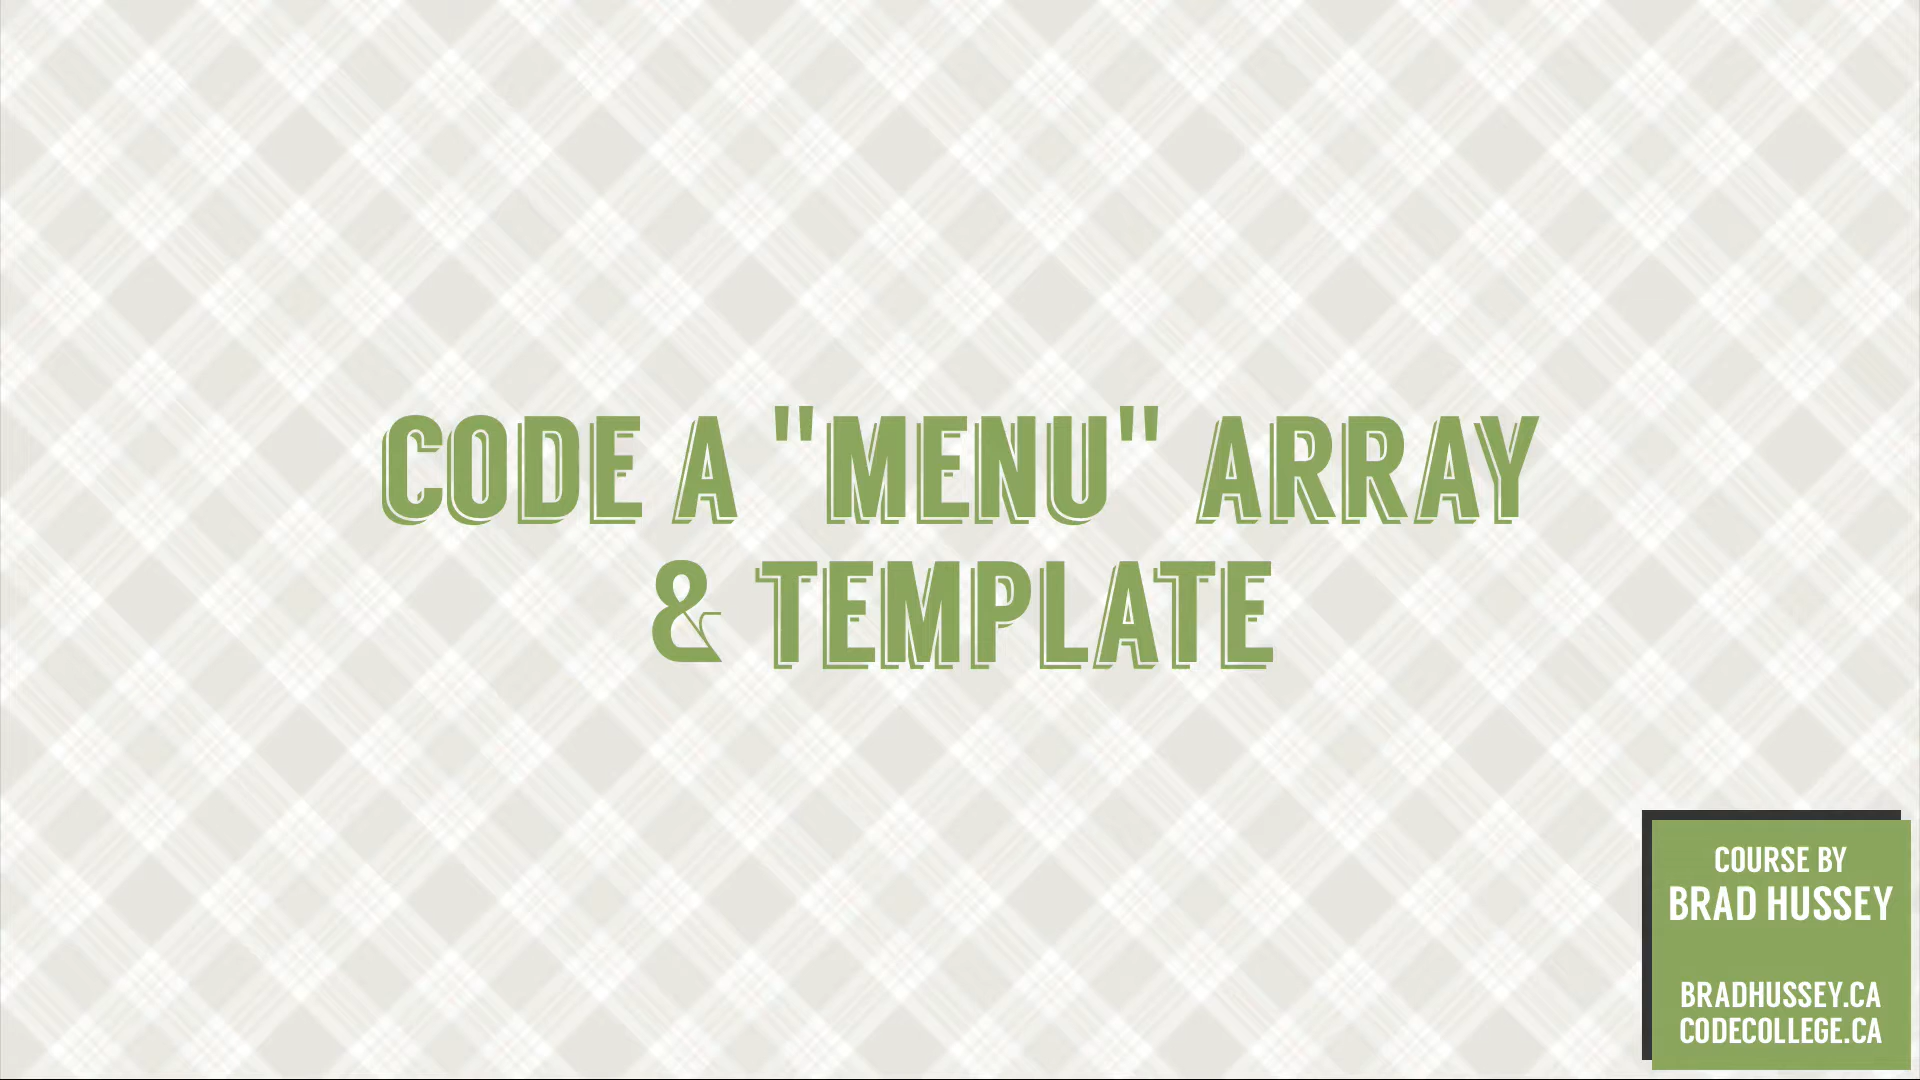 CODE A "MENU" ARRAY
& TEMPLATE
COURSE BY
BRAD HUSSEY
BRADHUSSEY.CA
CODECOLLEGE.CA